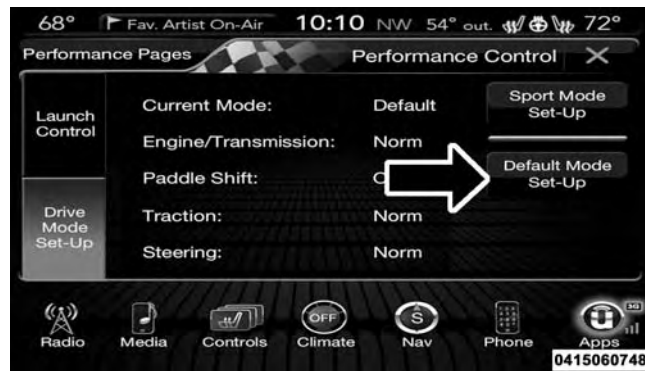 68° Fav. Artist On-Air 10:10 NW 54° out. 72°
Performance Pages Performance Control
Launch
Control
Drive
Mode
Set-Up
Current Mode: Default
Engine/Transmission: Norm
Paddle Shift:
Traction: Norm
Steering: Norm
Sport Mode
Set-Up
Default Mode
Set-Up
OFF S 3G
Radio Media Controls Climate Nav Phone Apps
0415060748